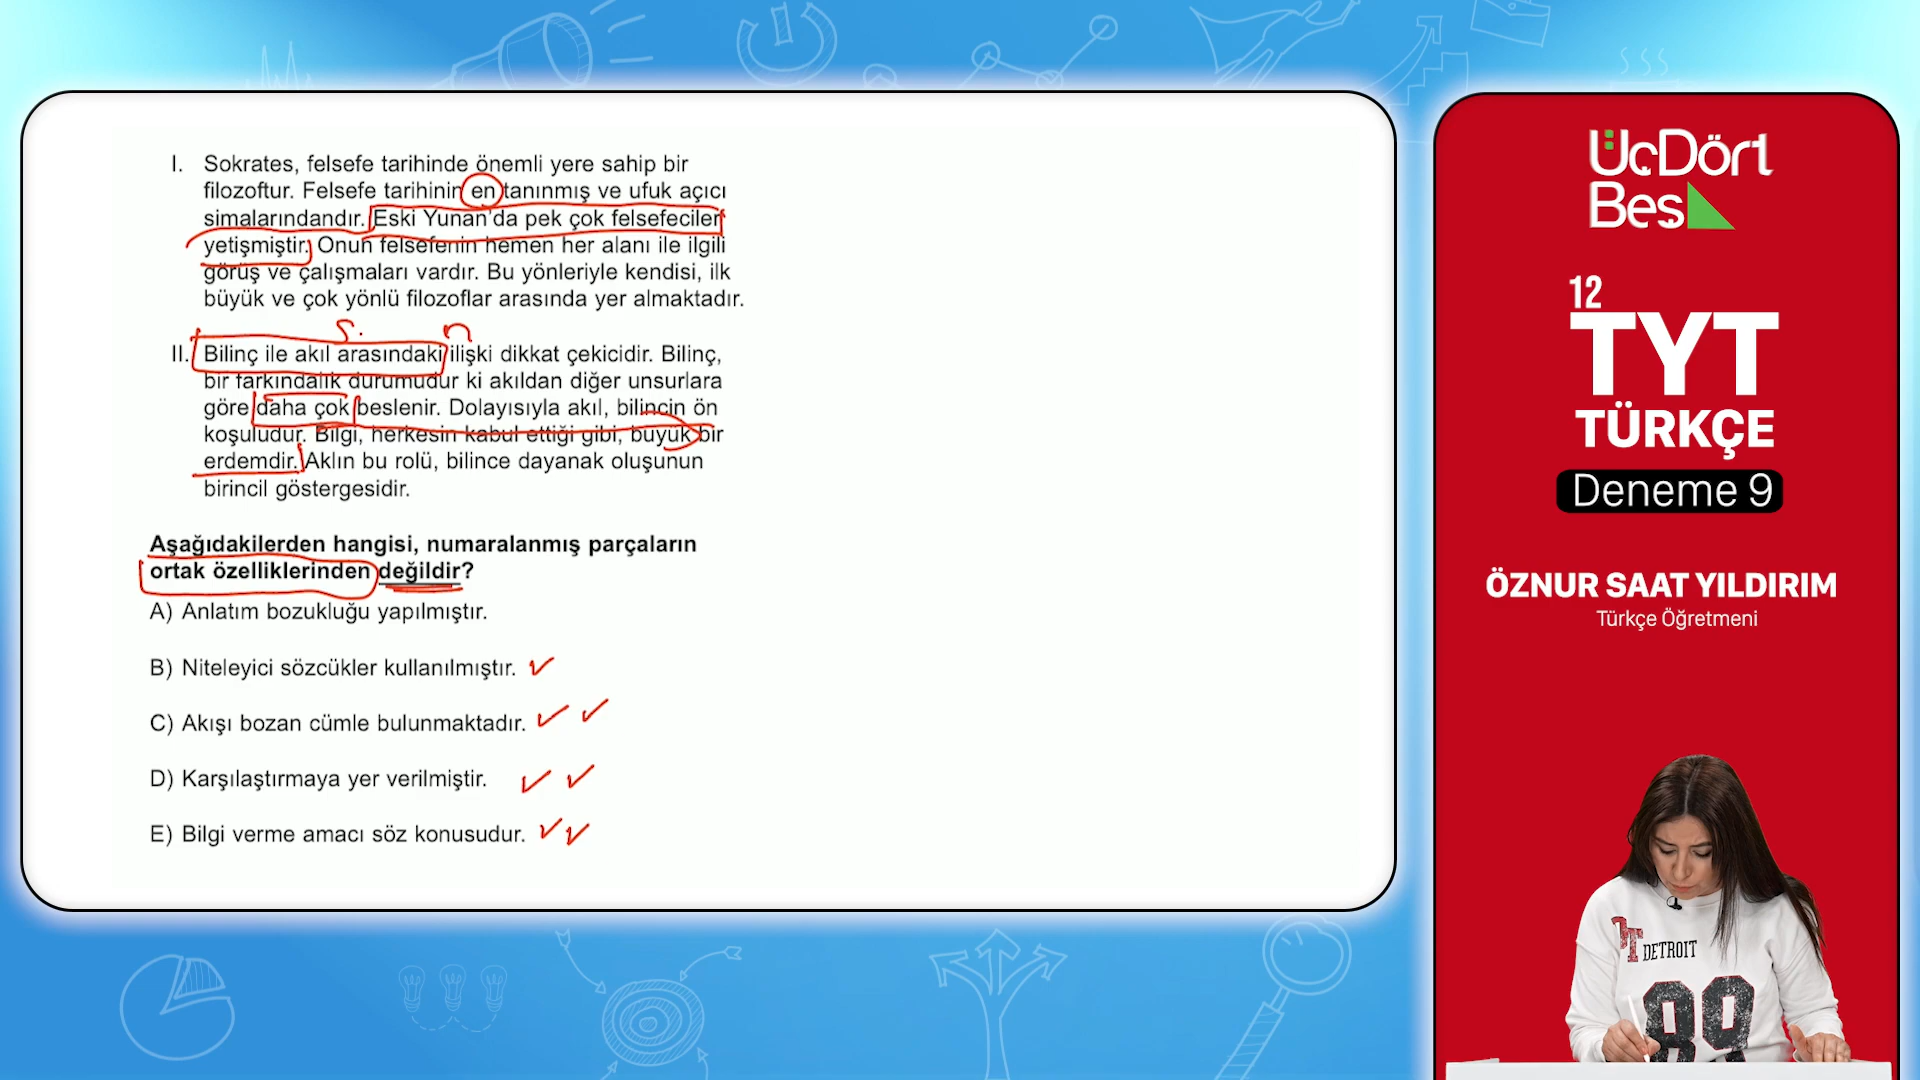 I. Sokrates, felsefe tarihinde önemli yere sahip bir
filozoftur. Felsefe tarihinin en tanınmış ve ufuk açıcı
simalarındandır. Eski Yunan'da pek çok felsefeciler
yetişmiştir. Onun felsefenin hemen her alanı ile ilgili
görüş ve çalışmaları vardır. Bu yönleriyle kendisi, ilk
büyük ve çok yönlü filozoflar arasında yer almaktadır.
S. n
II. Bilinç ile akıl arasındaki ilişki dikkat çekicidir. Bilinç,
bir farkındalık durumudur ki akıldan diğer unsurlara
göre daha çok beslenir. Dolayısıyla akıl, bilincin ön
koşuludur. Bilgi, herkesin kabul ettiği gibi, büyük bir
erdemdir. Aklın bu rolü, bilince dayanak oluşunun
birincil göstergesidir.
Aşağıdakilerden hangisi, numaralanmış parçaların
ortak özelliklerinden değildir?
A) Anlatım bozukluğu yapılmıştır.
B) Niteleyici sözcükler kullanılmıştır.
C) Akışı bozan cümle bulunmaktadır.
D) Karşılaştırmaya yer verilmiştir.
E) Bilgi verme amacı söz konusudur.
ÜçDört
Beş
12
TYT
TÜRKÇE
Deneme 9
ÖZNUR SAAT YILDIRIM
Türkçe Öğretmeni
DETROIT
89